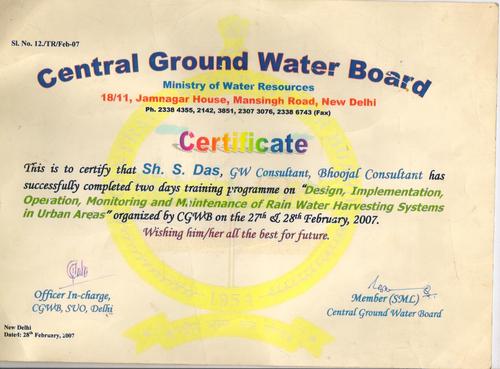 Sl. No. 12./TR/Feb-07
Central Ground Water Board
Ministry of Water Resources
18/11, Jamnagar House, Mansingh Road, New Delhi
Ph. 2338 4355, 2142, 3851, 2307 3076, 2338 6743 (Fax)
Certificate
This is to certify that Sh. S. Das, GW Consultant, Bhoojal Consultant has
successfully completed two days training programme on "Design, Implementation,
Operation, Monitoring and Maintenance of Rain Water Harvesting Systems
in Urban Areas" organized by CGWB on the 27th & 28th February, 2007.
Wishing him/her all the best for future.
1954
Officer In-charge,
CGWB, SUO, Delhi
Member (SML)
Central Ground Water Board
New Delhi
Dated: 28th February, 2007